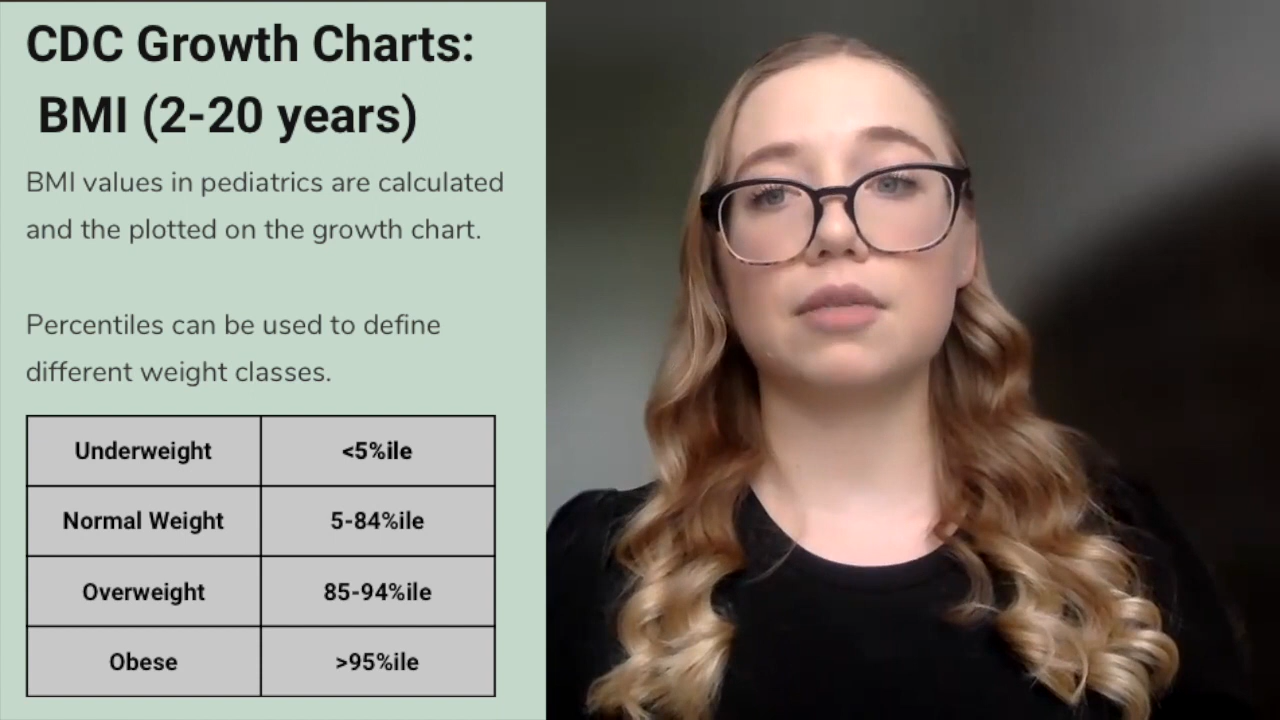 CDC Growth Charts:
BMI (2-20 years)
BMI values in pediatrics are calculated
and the plotted on the growth chart.
Percentiles can be used to define
different weight classes.
Underweight <5%ile
Normal Weight 5-84%ile
Overweight 85-94%ile
Obese >95%ile